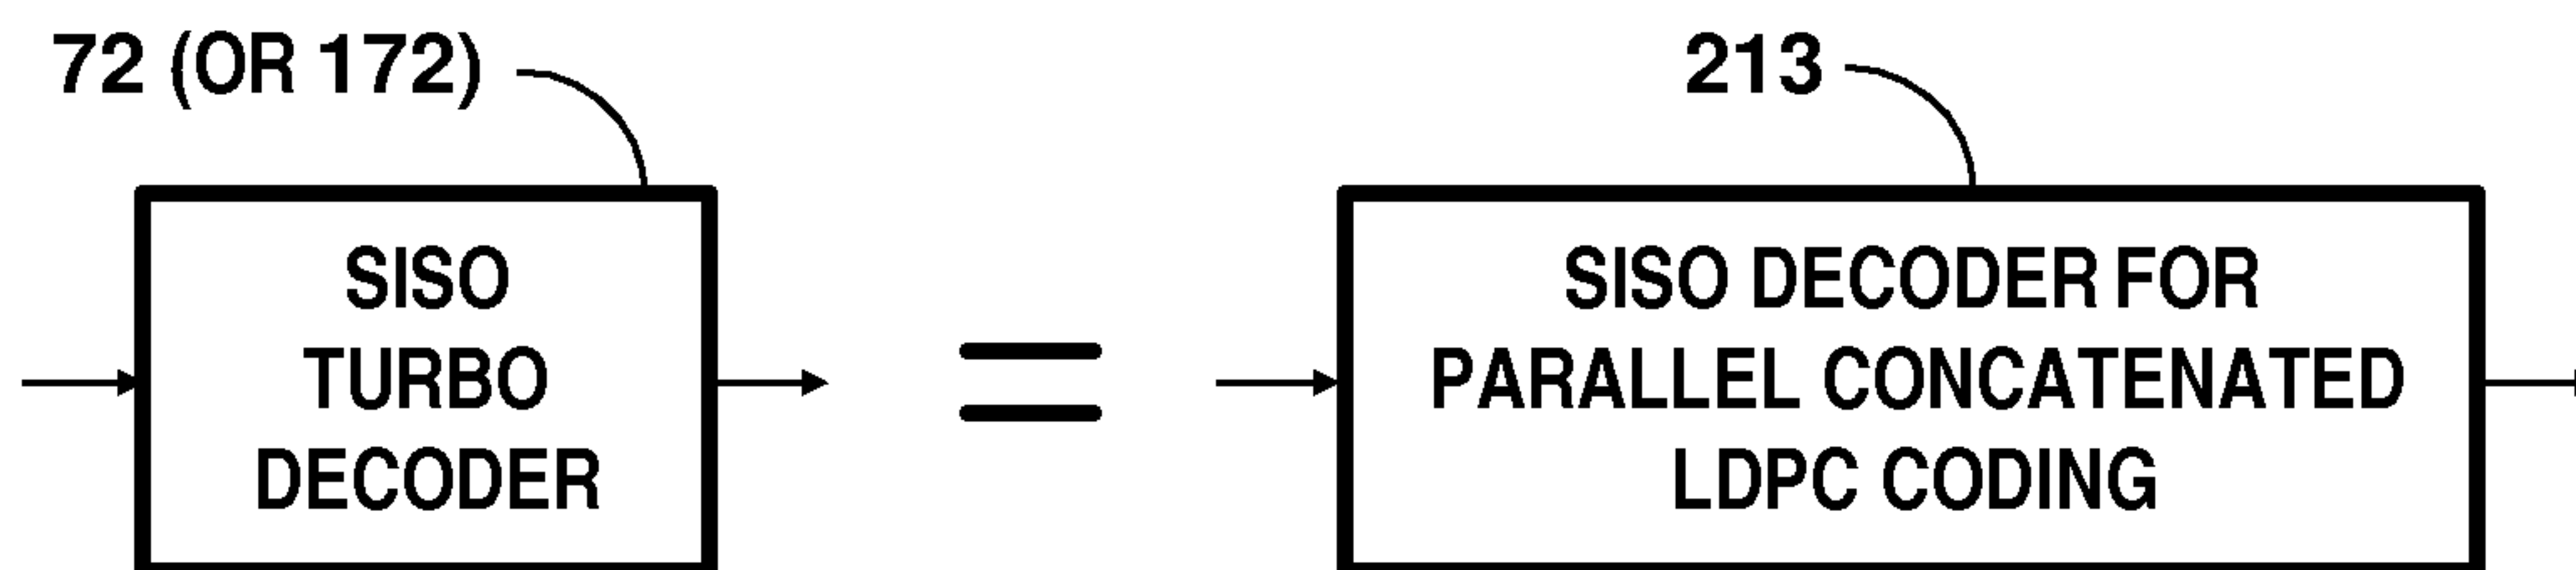 72 (OR 172)
213
SISO
TURBO
DECODER
=
SISO DECODER FOR
PARALLEL CONCATENATED
LDPC CODING